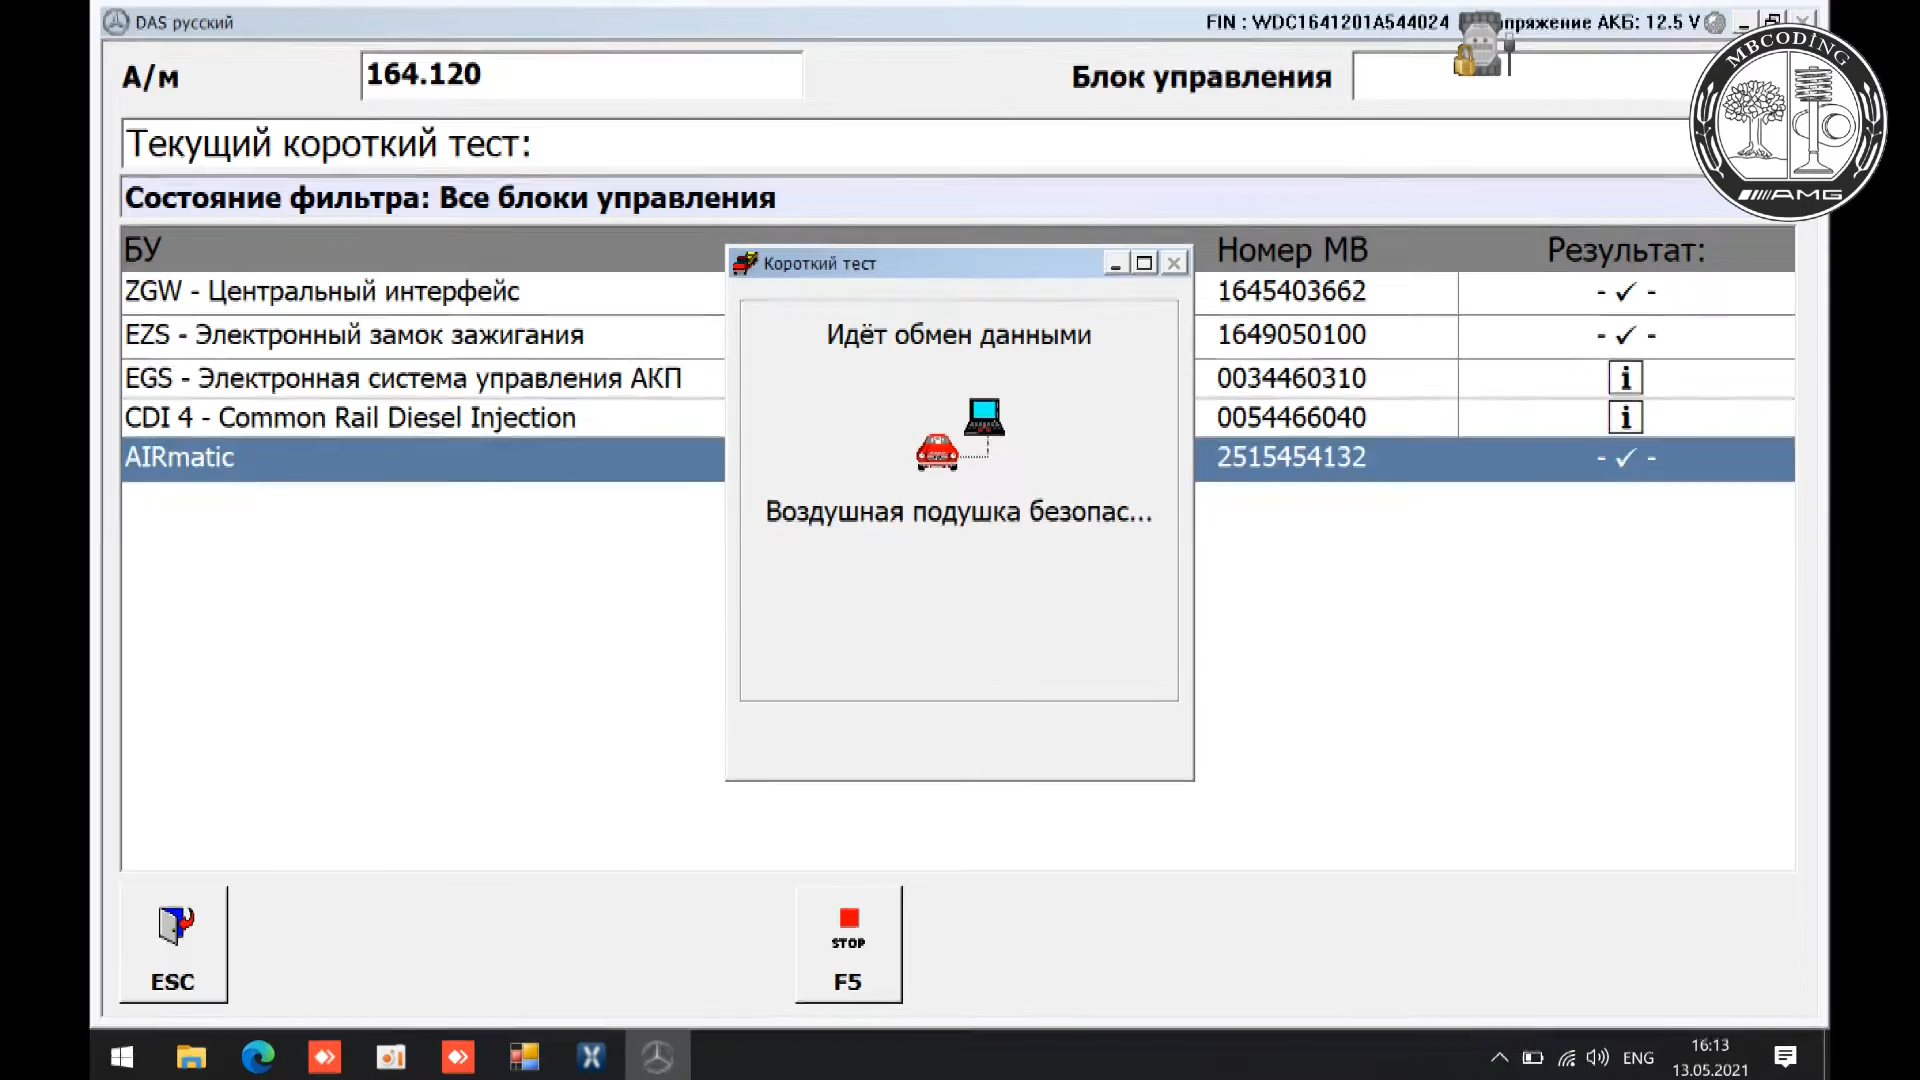 DAS русский
FIN : WDC1641201A544024
пряжение АКБ: 12.5 V
А/м
164.120
Блок управления
MBCODING
AMG
Текущий короткий тест:
Состояние фильтра: Все блоки управления
БУ
Номер МВ
Результат:
ZGW - Центральный интерфейс
1645403662
- ✓ -
EZS - Электронный замок зажигания
1649050100
- ✓ -
EGS - Электронная система управления АКП
0034460310
i
CDI 4 - Common Rail Diesel Injection
0054466040
i
AIRmatic
2515454132
- ✓ -
Короткий тест
Идёт обмен данными
Воздушная подушка безопас...
ESC
STOP
F5
ENG
16:13
13.05.2021